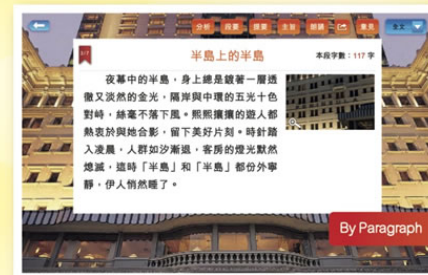 分析 段要 提要 主旨 朗讀 意見 全文
半島上的半島
本段字數：117 字
夜幕中的半島，身上總是鍍著一層透
徹又淡然的金光，隔岸與中環的五光十色
對峙，絲毫不落下風。熙熙攘攘的遊人都
熱衷於與她合影，留下美好片刻。時針踏
入凌晨，人群如汐漸退，客房的燈光默然
熄滅，這時「半島」和「半島」都份外寧
靜，伊人悄然睡了。
By Paragraph